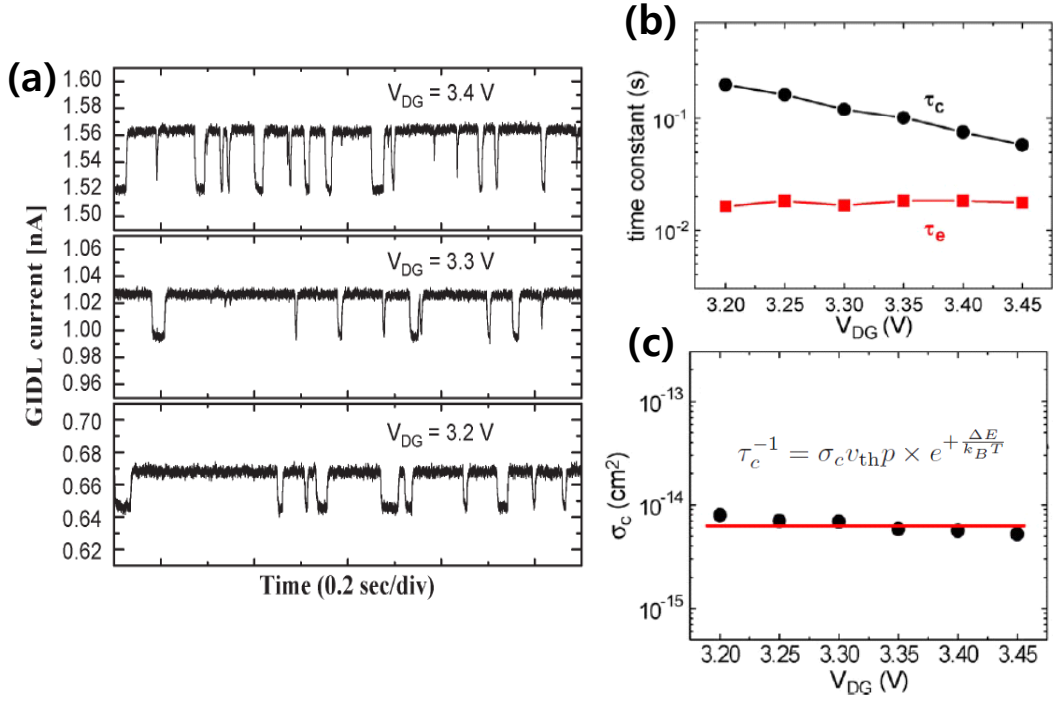 (a)
GIDL current [nA]
1.60
1.58
1.56
1.54
1.52
1.50
V_DG = 3.4 V
1.06
1.04
1.02
1.00
0.98
0.96
V_DG = 3.3 V
0.70
0.68
0.66
0.64
0.62
V_DG = 3.2 V
Time (0.2 sec/div)
(b)
time constant (s)
10^-1
10^-2
τ_c
τ_e
3.20 3.25 3.30 3.35 3.40 3.45
V_DG (V)
(c)
σ_c (cm²)
10^-13
10^-14
10^-15
τ_c^-1 = σ_c v_th p × e^{+ΔE/k_BT}
3.20 3.25 3.30 3.35 3.40 3.45
V_DG (V)